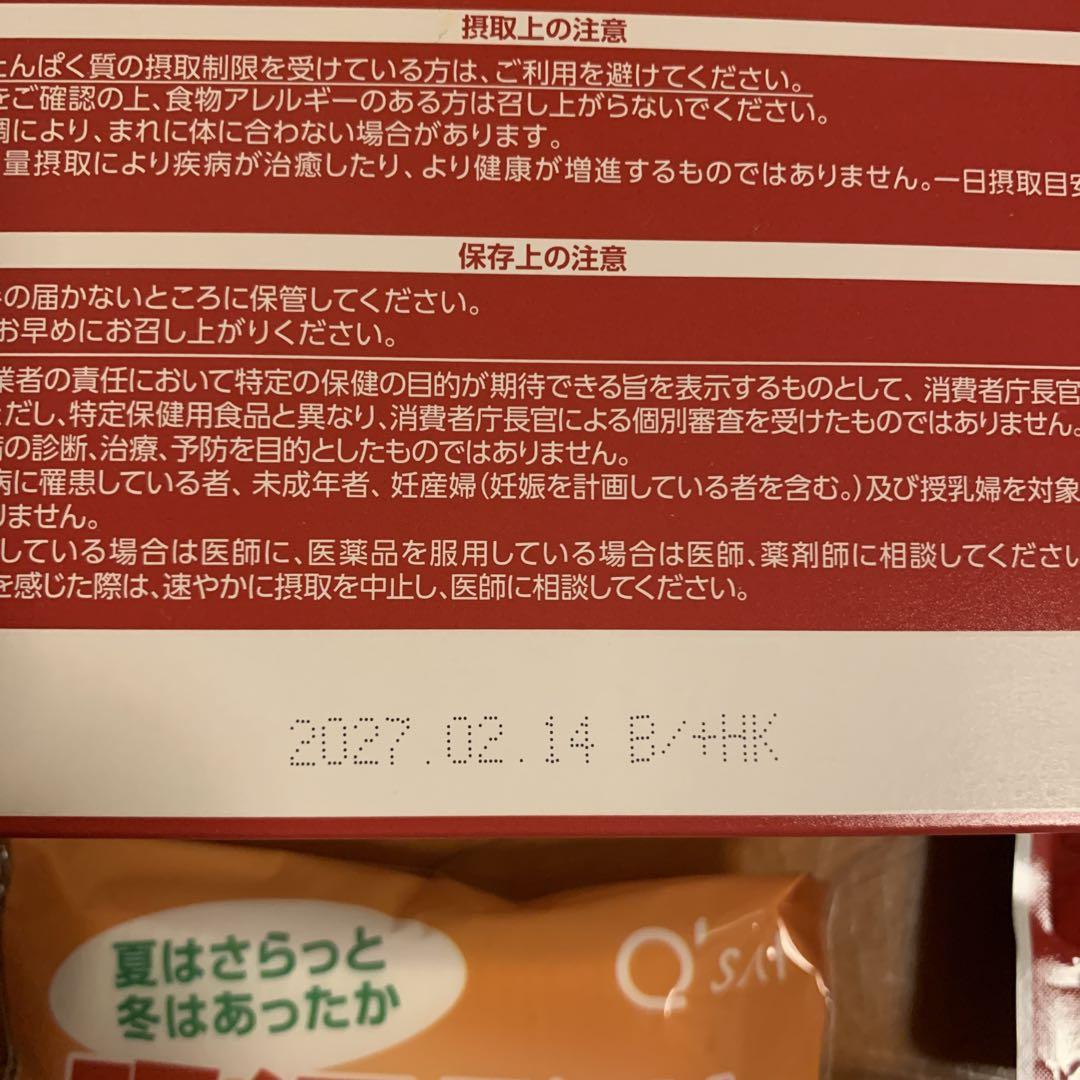 摂取上の注意
たんぱく質の摂取制限を受けている方は、ご利用を避けてください。
をご確認の上、食物アレルギーのある方は召し上がらないでください。
調により、まれに体に合わない場合があります。
量摂取により疾病が治癒したり、より健康が増進するものではありません。一日摂取目安
保存上の注意
の届かないところに保管してください。
お早めにお召し上がりください。
業者の責任において特定の保健の目的が期待できる旨を表示するものとして、消費者庁長官
ただし、特定保健用食品と異なり、消費者庁長官による個別審査を受けたものではありません。
病の診断、治療、予防を目的としたものではありません。
病に罹患している者、未成年者、妊産婦(妊娠を計画している者を含む。)及び授乳婦を対象
りません。
している場合は医師に、医薬品を服用している場合は医師、薬剤師に相談してください
を感じた際は、速やかに摂取を中止し、医師に相談してください。
2027.02.14 B/+HK
夏はさらっと
冬はあったか
Q'sai